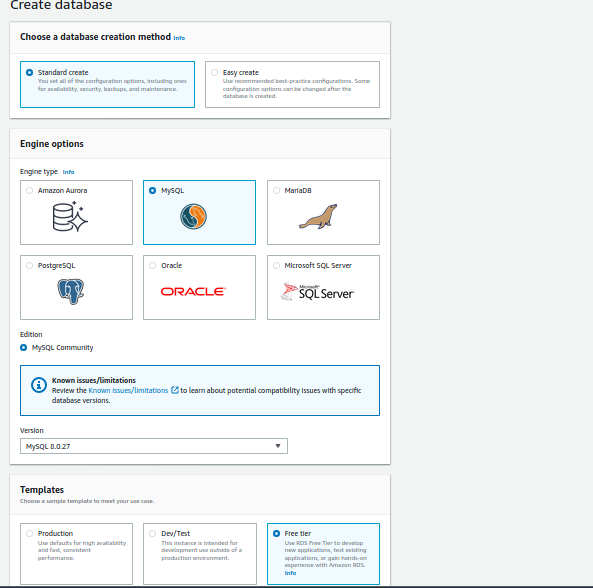 Create database
Choose a database creation method Info
Standard create
You set all of the configuration options, including ones
for availability, security, backups, and maintenance.
Easy create
Use recommended best-practice configurations. Some
configuration options can be changed after the
database is created.
Engine options
Engine type Info
Amazon Aurora
MySQL
MariaDB
PostgreSQL
Oracle
ORACLE
Microsoft SQL Server
Microsoft
SQL Server
Edition
MySQL Community
Known issues/limitations
Review the Known issues/limitations to learn about potential compatibility issues with specific
database versions.
Version
MySQL 8.0.27
Templates
Choose a sample template to meet your use case.
Production
Use defaults for high availability
and fast, consistent
performance.
Dev/Test
This instance is intended for
development use outside of a
production environment.
Free tier
Use RDS Free Tier to develop
new applications, test existing
applications, or gain hands-on
experience with Amazon RDS.
Info